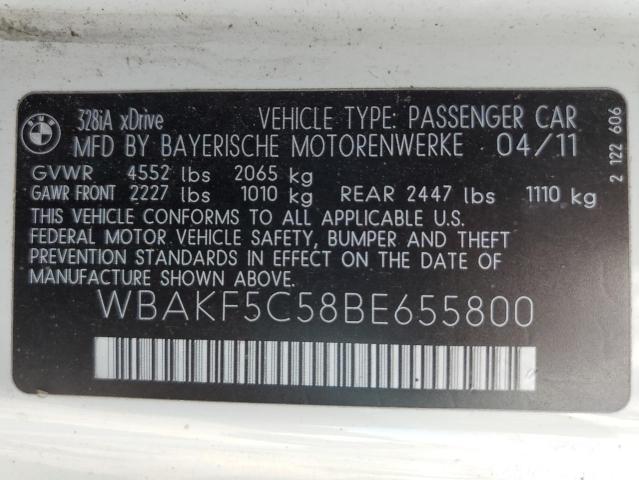 BMW
328iA xDrive VEHICLE TYPE: PASSENGER CAR
MFD BY BAYERISCHE MOTORENWERKE 04/11
GVWR 4552 lbs 2065 kg
GAWR FRONT 2227 lbs 1010 kg REAR 2447 lbs 1110 kg
THIS VEHICLE CONFORMS TO ALL APPLICABLE U.S.
FEDERAL MOTOR VEHICLE SAFETY, BUMPER AND THEFT
PREVENTION STANDARDS IN EFFECT ON THE DATE OF
MANUFACTURE SHOWN ABOVE.
WBAKF5C58BE655800
2 122 606